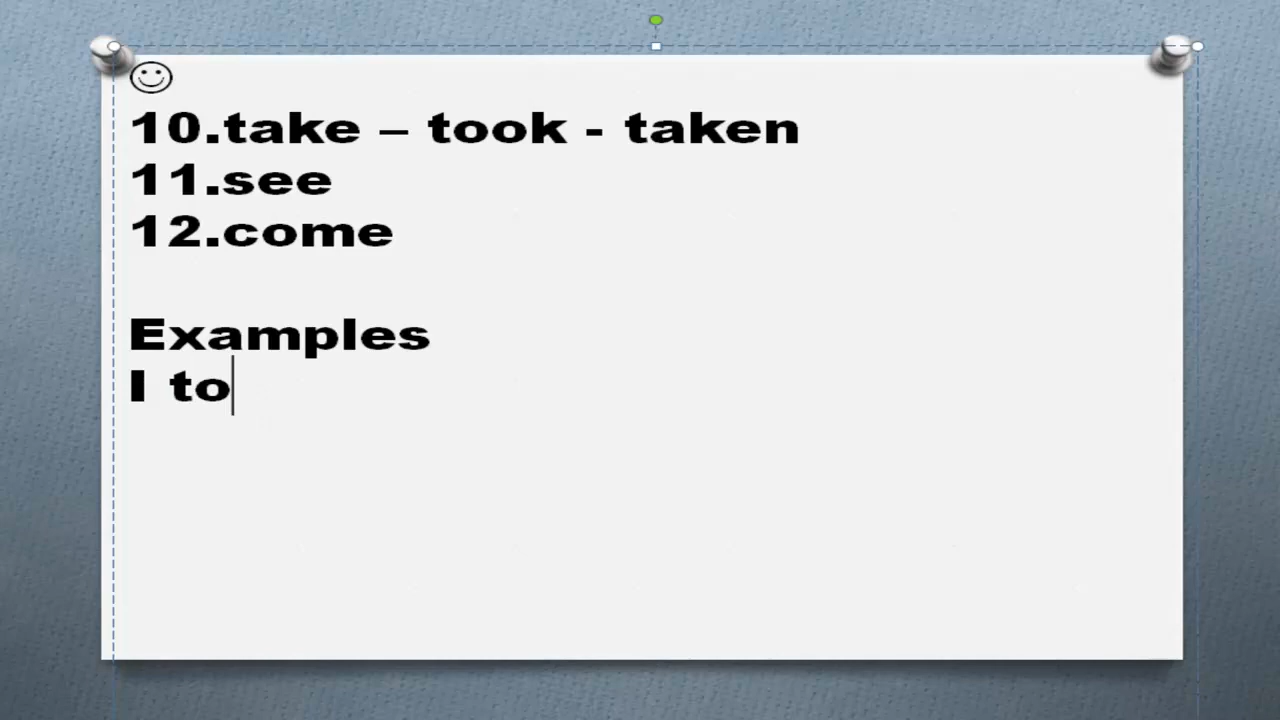 10.take – took - taken
11.see
12.come
Examples
I to